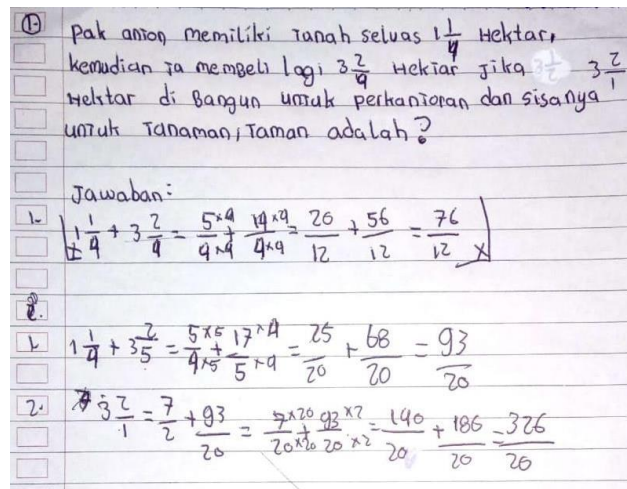 1. Pak anton memiliki Tanah seluas 1 1/4 Hektar,
kemudian ia membeli lagi 3 2/4 Hektar Jika 3 2/1
Hektar di Bangun untuk perkantoran dan sisanya
untuk Tanaman, Taman adalah?
Jawaban:
1. 1 1/4 + 3 2/4 = 5×4/4×4 + 14×4/4×4 = 20/12 + 56/12 = 76/12 X
2.
1. 1 1/4 + 3 2/5 = 5×5/4×5 + 17×4/5×4 = 25/20 + 68/20 = 93/20
2. 3 2/1 = 7/2 + 93/20 = 7×20/20×20 + 93×2/20×2 = 140/20 + 186/20 = 326/20